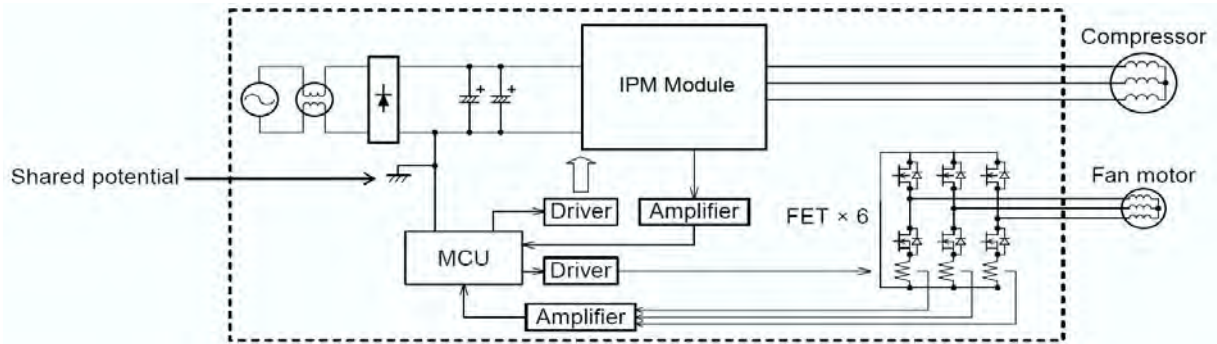 Compressor
IPM Module
Shared potential
Fan motor
Driver
Amplifier
FET × 6
MCU
Driver
Amplifier
+
+